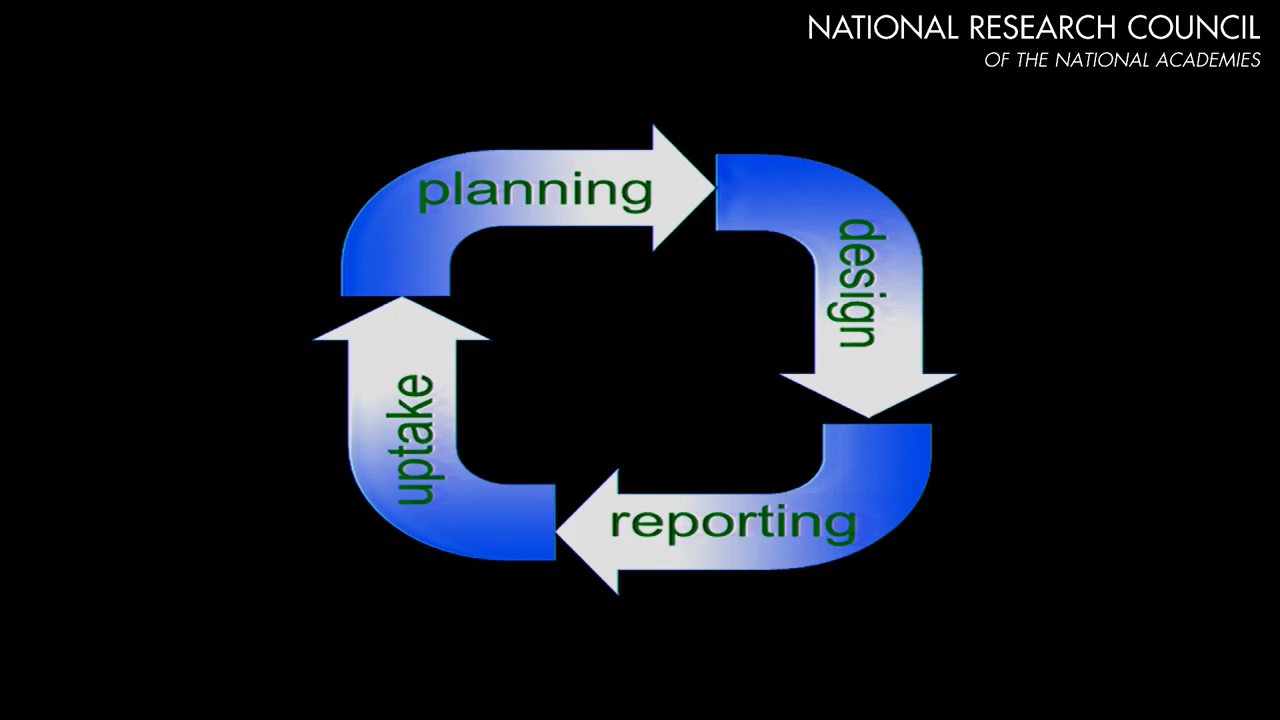 NATIONAL RESEARCH COUNCIL
OF THE NATIONAL ACADEMIES
planning
design
reporting
uptake